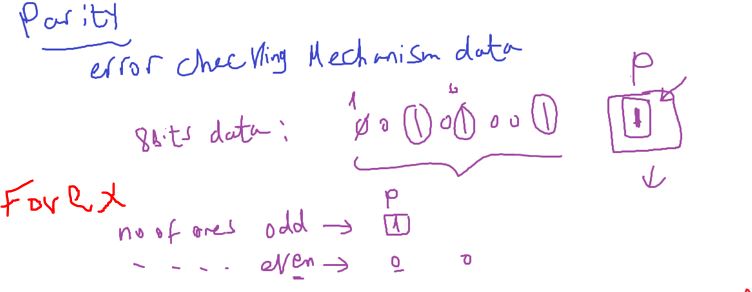 Parity
error checking Mechanism data
P
1 b
8bits data : 0 0 1 0 1 0 0 1 1
For Ex
P
no of ones odd → 1
- - . . . . even → 0 0